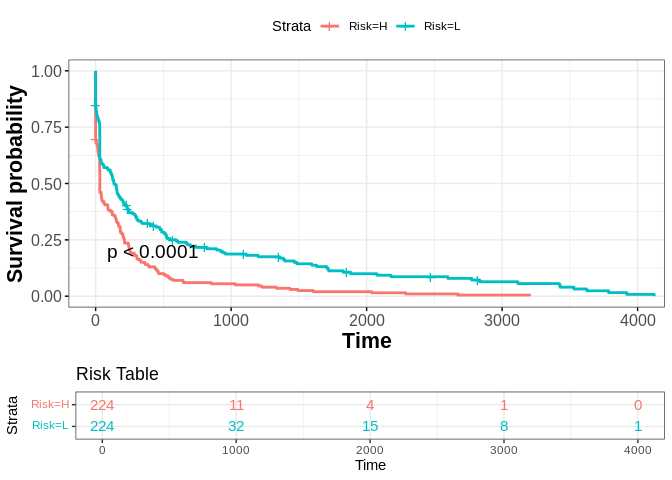 Strata Risk=H Risk=L
Survival probability
1.00
0.75
0.50
0.25
0.00
p < 0.0001
0 1000 2000 3000 4000
Time
Risk Table
Strata
Risk=H 224 11 4 1 0
Risk=L 224 32 15 8 1
0 1000 2000 3000 4000
Time